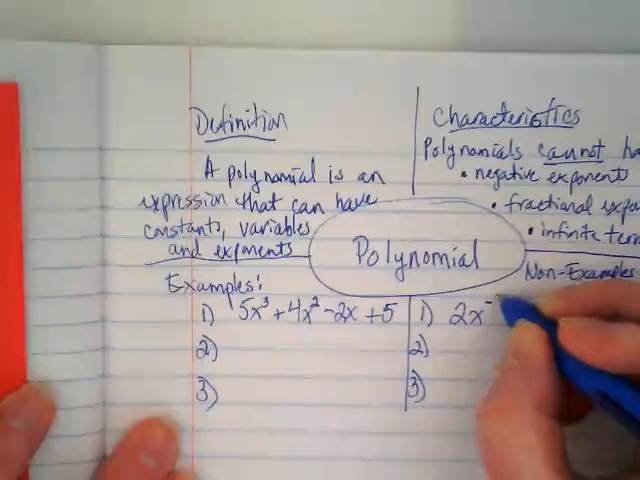 Definition
A polynomial is an
expression that can have
constants, variables
and exponents
Characteristics
Polynomials cannot
• negative exponents
• fractional
• infinite
Polynomial
Examples:
1) 5x³ + 4x² - 2x + 5
2)
3)
Non-Examples
1) 2x⁻
2)
3)